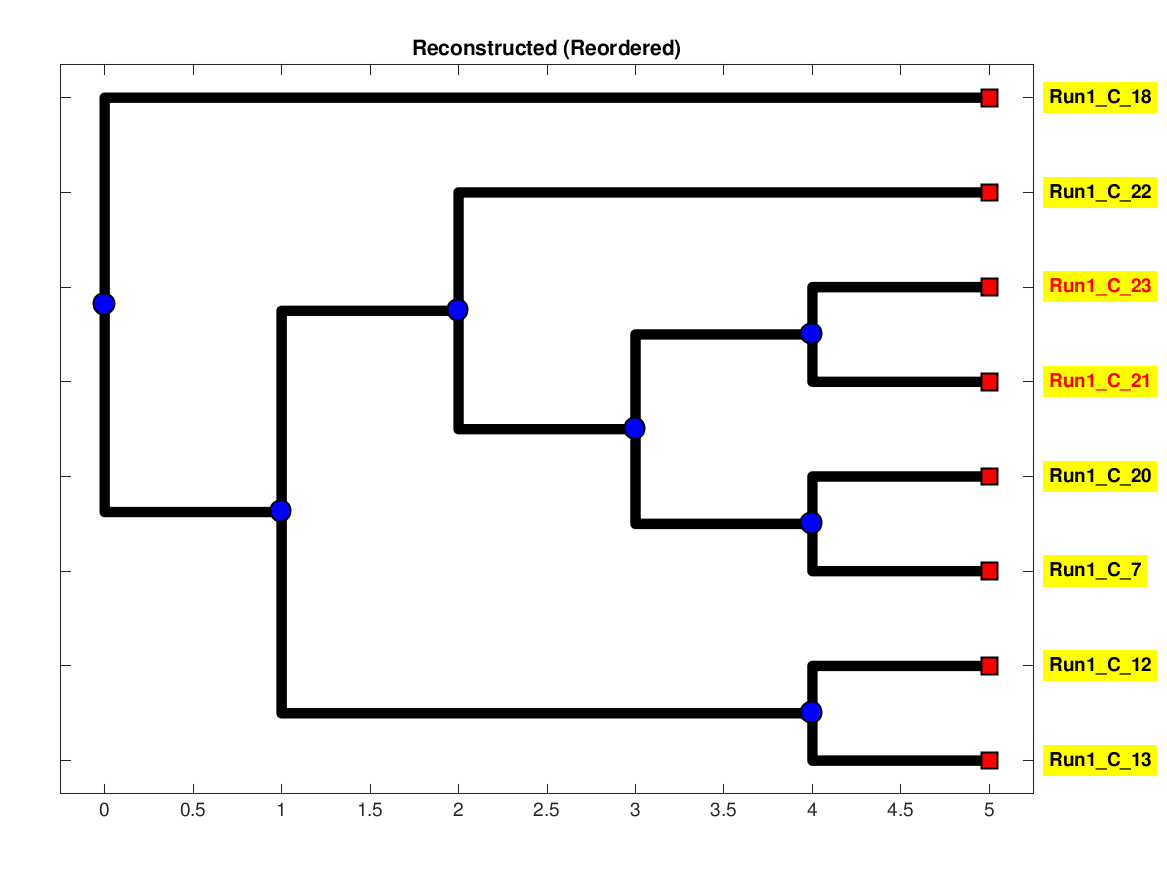 Reconstructed (Reordered)
Run1_C_18
Run1_C_22
Run1_C_23
Run1_C_21
Run1_C_20
Run1_C_7
Run1_C_12
Run1_C_13
0 0.5 1 1.5 2 2.5 3 3.5 4 4.5 5